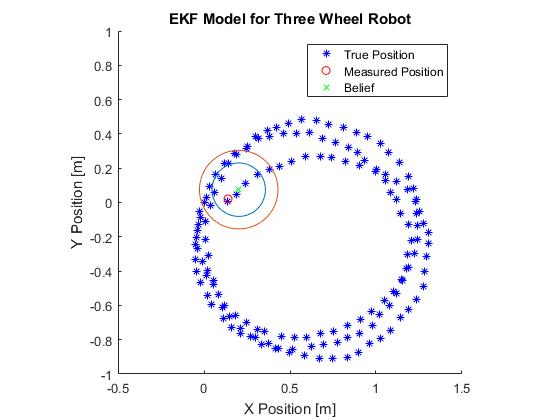 EKF Model for Three Wheel Robot
True Position
Measured Position
Belief
1
0.8
0.6
0.4
0.2
0
-0.2
-0.4
-0.6
-0.8
-1
Y Position [m]
-0.5
0
0.5
1
1.5
X Position [m]